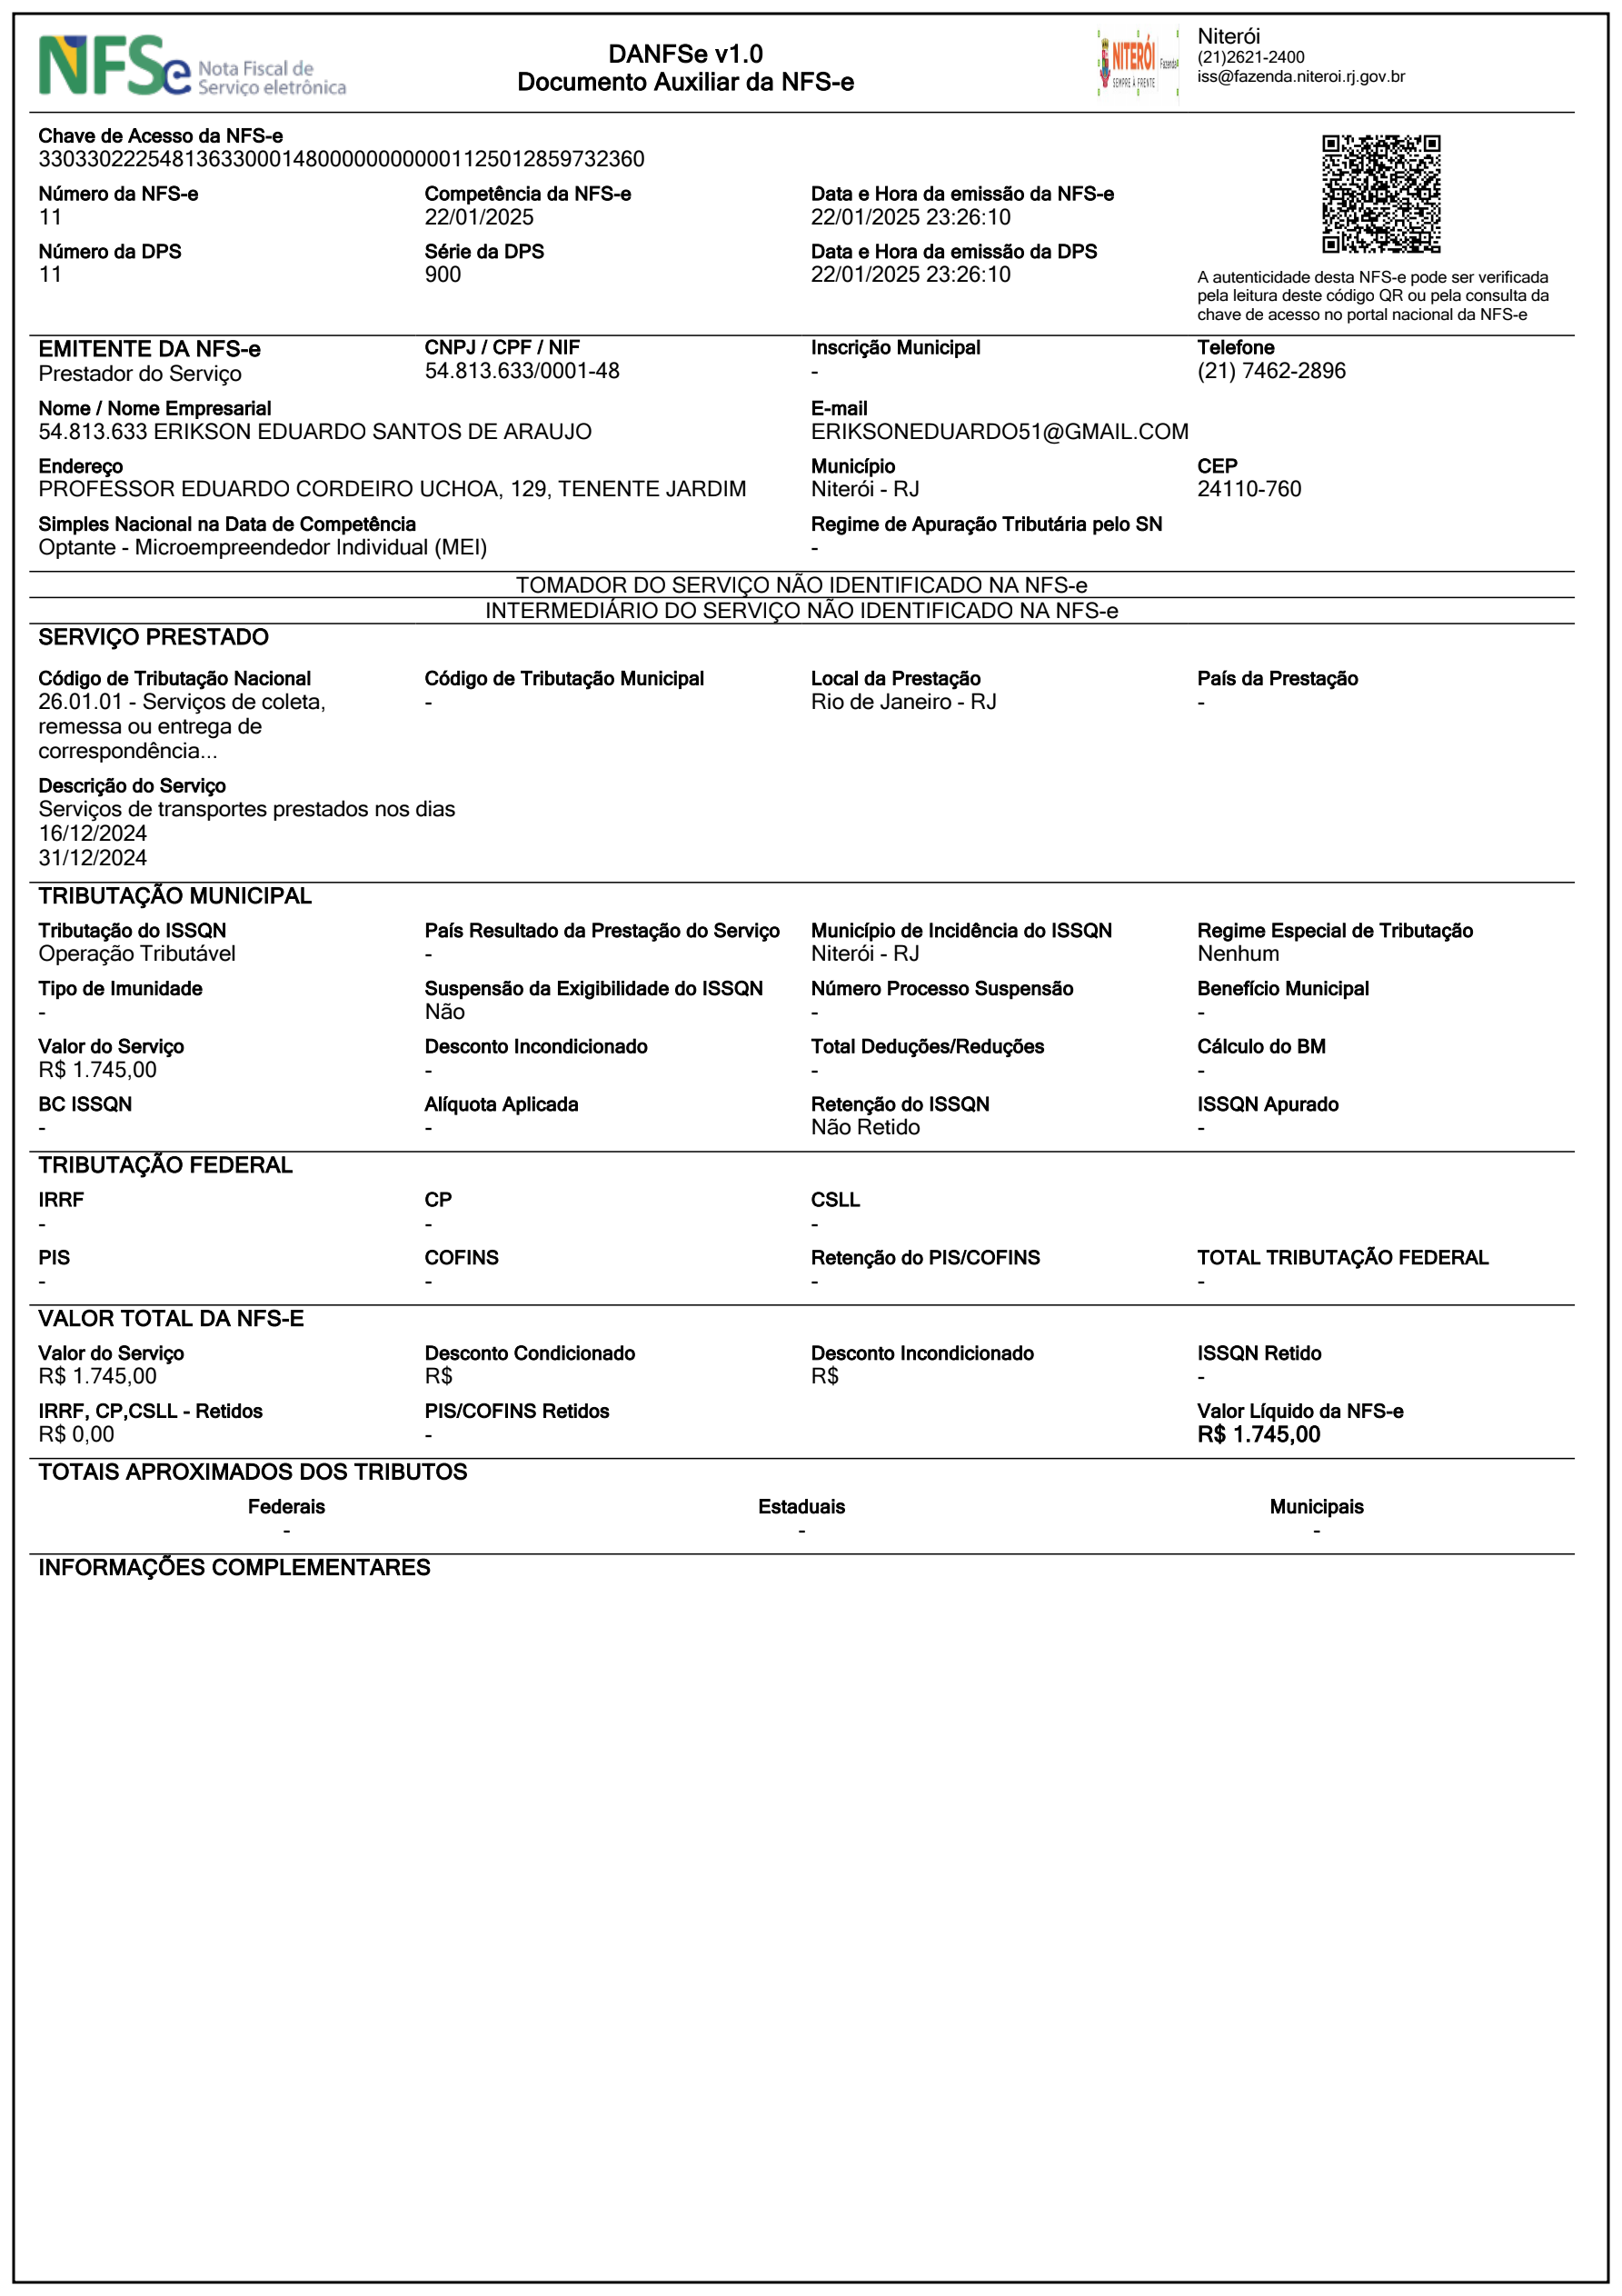 NFSe Nota Fiscal de
Serviço eletrônica
DANFSe v1.0
Documento Auxiliar da NFS-e
NITERÓI
SEMPRE À FRENTE
Fazenda
Niterói
(21)2621-2400
iss@fazenda.niteroi.rj.gov.br
Chave de Acesso da NFS-e
33033022254813633000148000000000001125012859732360
Número da NFS-e Competência da NFS-e Data e Hora da emissão da NFS-e
11 22/01/2025 22/01/2025 23:26:10
Número da DPS Série da DPS Data e Hora da emissão da DPS
11 900 22/01/2025 23:26:10
A autenticidade desta NFS-e pode ser verificada
pela leitura deste código QR ou pela consulta da
chave de acesso no portal nacional da NFS-e
EMITENTE DA NFS-e CNPJ / CPF / NIF Inscrição Municipal Telefone
Prestador do Serviço 54.813.633/0001-48 - (21) 7462-2896
Nome / Nome Empresarial E-mail
54.813.633 ERIKSON EDUARDO SANTOS DE ARAUJO ERIKSONEDUARDO51@GMAIL.COM
Endereço Município CEP
PROFESSOR EDUARDO CORDEIRO UCHOA, 129, TENENTE JARDIM Niterói - RJ 24110-760
Simples Nacional na Data de Competência Regime de Apuração Tributária pelo SN
Optante - Microempreendedor Individual (MEI) -
TOMADOR DO SERVIÇO NÃO IDENTIFICADO NA NFS-e
INTERMEDIÁRIO DO SERVIÇO NÃO IDENTIFICADO NA NFS-e
SERVIÇO PRESTADO
Código de Tributação Nacional Código de Tributação Municipal Local da Prestação País da Prestação
26.01.01 - Serviços de coleta, - Rio de Janeiro - RJ -
remessa ou entrega de
correspondência...
Descrição do Serviço
Serviços de transportes prestados nos dias
16/12/2024
31/12/2024
TRIBUTAÇÃO MUNICIPAL
Tributação do ISSQN País Resultado da Prestação do Serviço Município de Incidência do ISSQN Regime Especial de Tributação
Operação Tributável - Niterói - RJ Nenhum
Tipo de Imunidade Suspensão da Exigibilidade do ISSQN Número Processo Suspensão Benefício Municipal
- Não - -
Valor do Serviço Desconto Incondicionado Total Deduções/Reduções Cálculo do BM
R$ 1.745,00 - - -
BC ISSQN Alíquota Aplicada Retenção do ISSQN ISSQN Apurado
- - Não Retido -
TRIBUTAÇÃO FEDERAL
IRRF CP CSLL
- - -
PIS COFINS Retenção do PIS/COFINS TOTAL TRIBUTAÇÃO FEDERAL
- - - -
VALOR TOTAL DA NFS-E
Valor do Serviço Desconto Condicionado Desconto Incondicionado ISSQN Retido
R$ 1.745,00 R$ R$ -
IRRF, CP,CSLL - Retidos PIS/COFINS Retidos Valor Líquido da NFS-e
R$ 0,00 - R$ 1.745,00
TOTAIS APROXIMADOS DOS TRIBUTOS
Federais Estaduais Municipais
- - -
INFORMAÇÕES COMPLEMENTARES